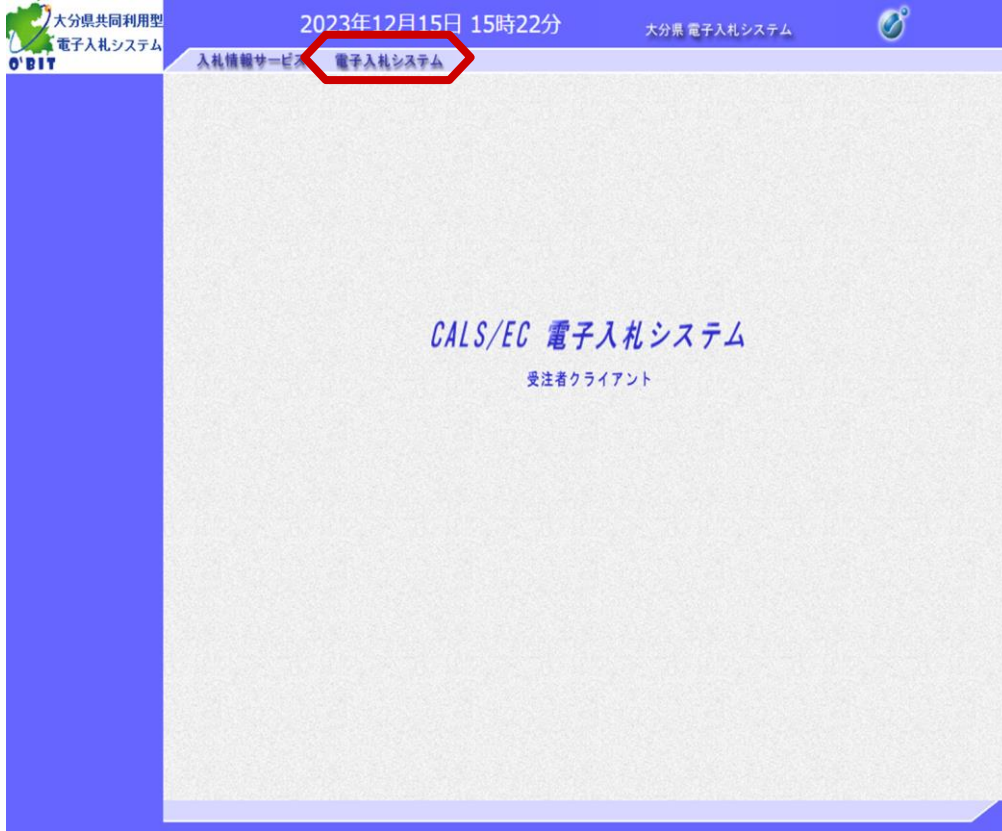 大分県共同利用型
電子入札システム
O'BIT
2023年12月15日 15時22分
大分県 電子入札システム
入札情報サービス
電子入札システム
CALS/EC 電子入札システム
受注者クライアント